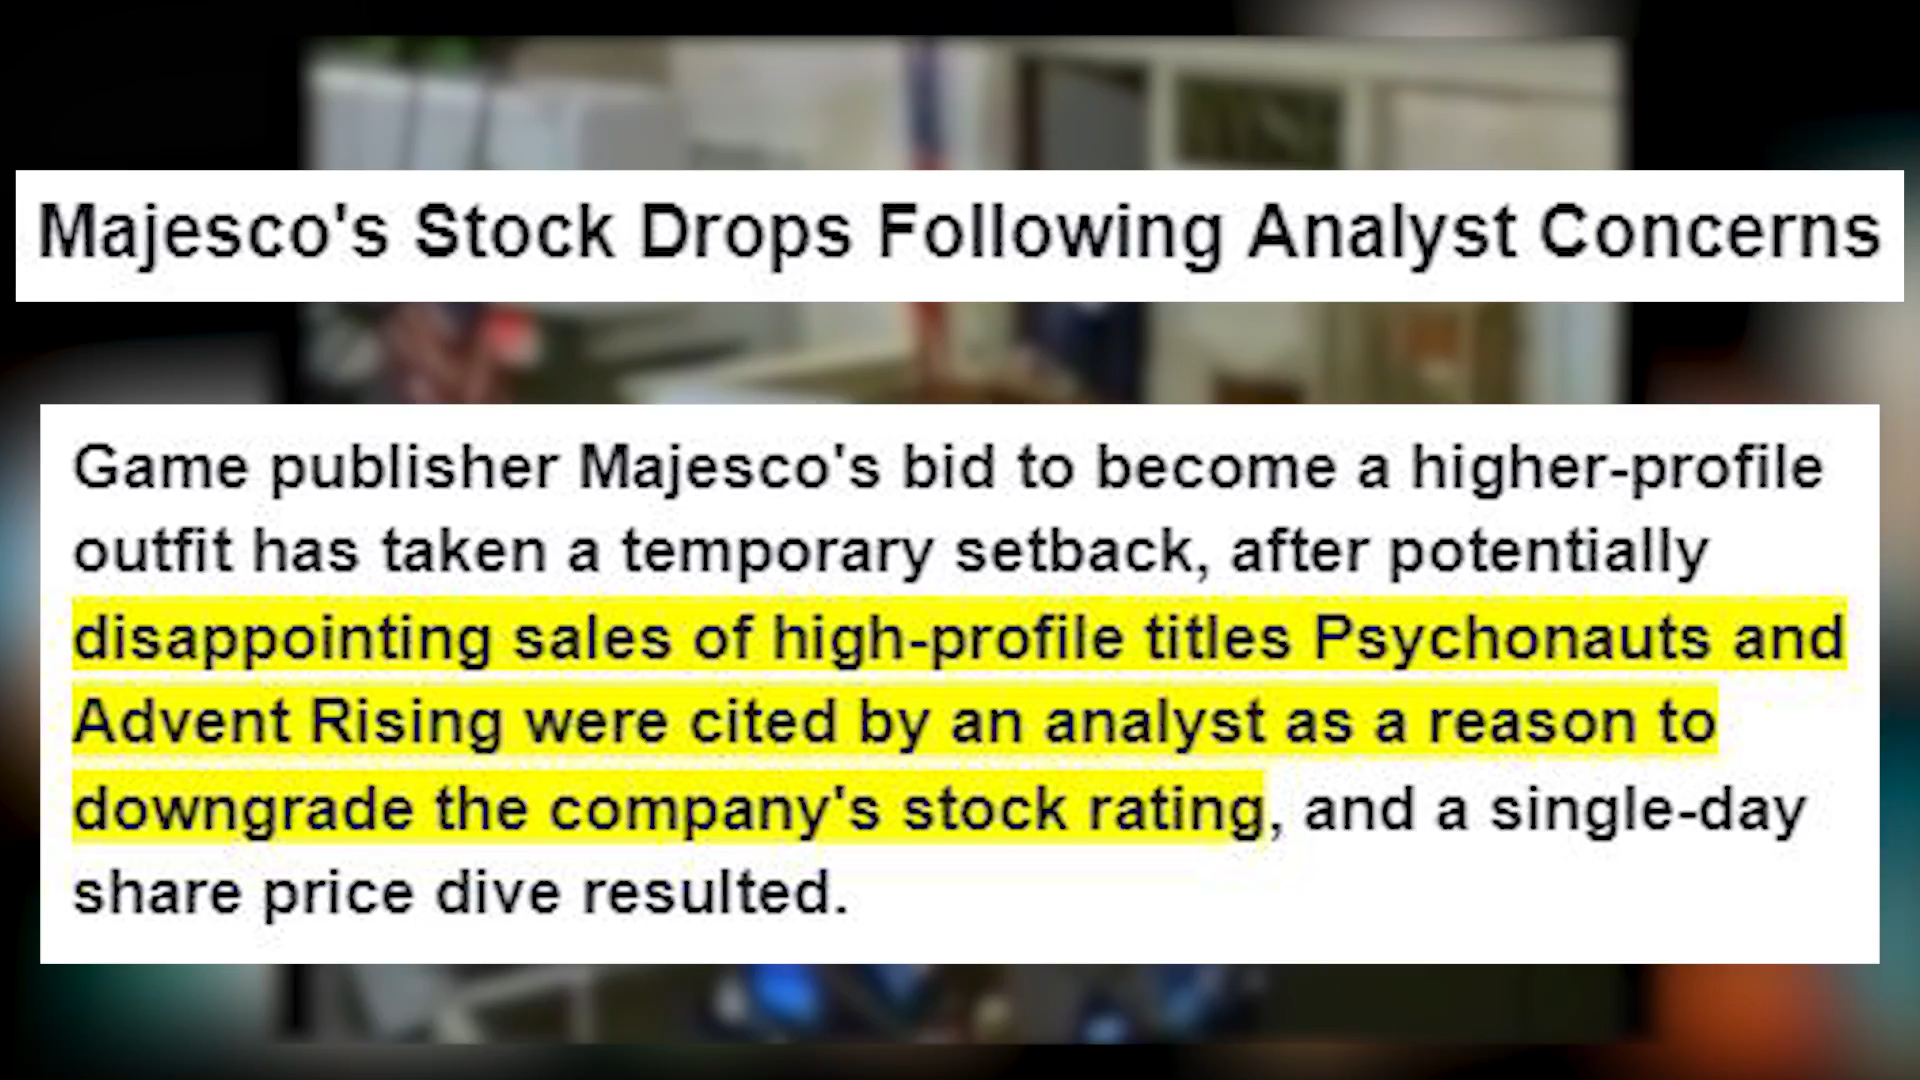 Majesco's Stock Drops Following Analyst Concerns
Game publisher Majesco's bid to become a higher-profile
outfit has taken a temporary setback, after potentially
disappointing sales of high-profile titles Psychonauts and
Advent Rising were cited by an analyst as a reason to
downgrade the company's stock rating, and a single-day
share price dive resulted.